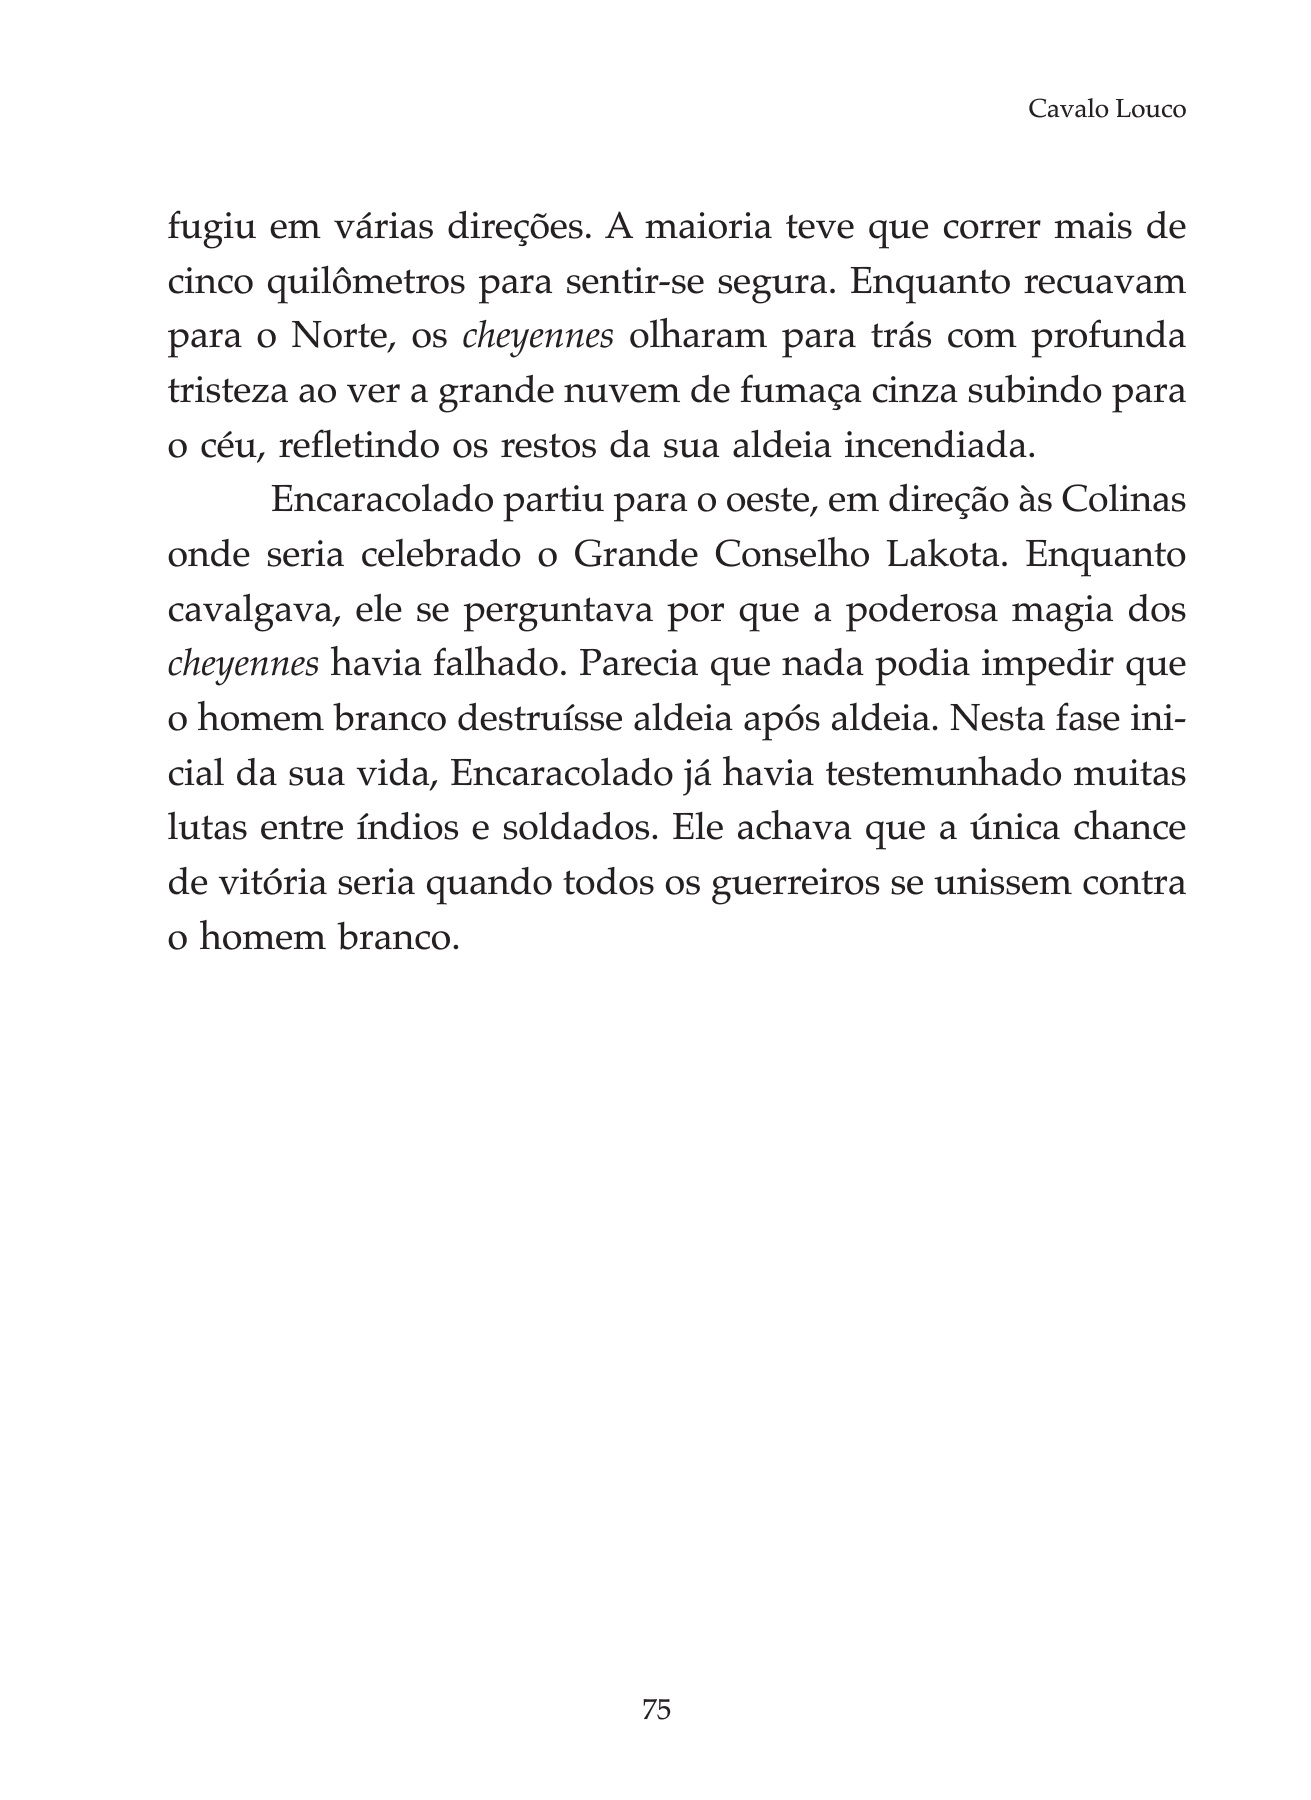 Cavalo Louco
fugiu em várias direções. A maioria teve que correr mais de
cinco quilômetros para sentir-se segura. Enquanto recuavam
para o Norte, os cheyennes olharam para trás com profunda
tristeza ao ver a grande nuvem de fumaça cinza subindo para
o céu, refletindo os restos da sua aldeia incendiada.
Encaracolado partiu para o oeste, em direção às Colinas
onde seria celebrado o Grande Conselho Lakota. Enquanto
cavalgava, ele se perguntava por que a poderosa magia dos
cheyennes havia falhado. Parecia que nada podia impedir que
o homem branco destruísse aldeia após aldeia. Nesta fase ini-
cial da sua vida, Encaracolado já havia testemunhado muitas
lutas entre índios e soldados. Ele achava que a única chance
de vitória seria quando todos os guerreiros se unissem contra
o homem branco.
75